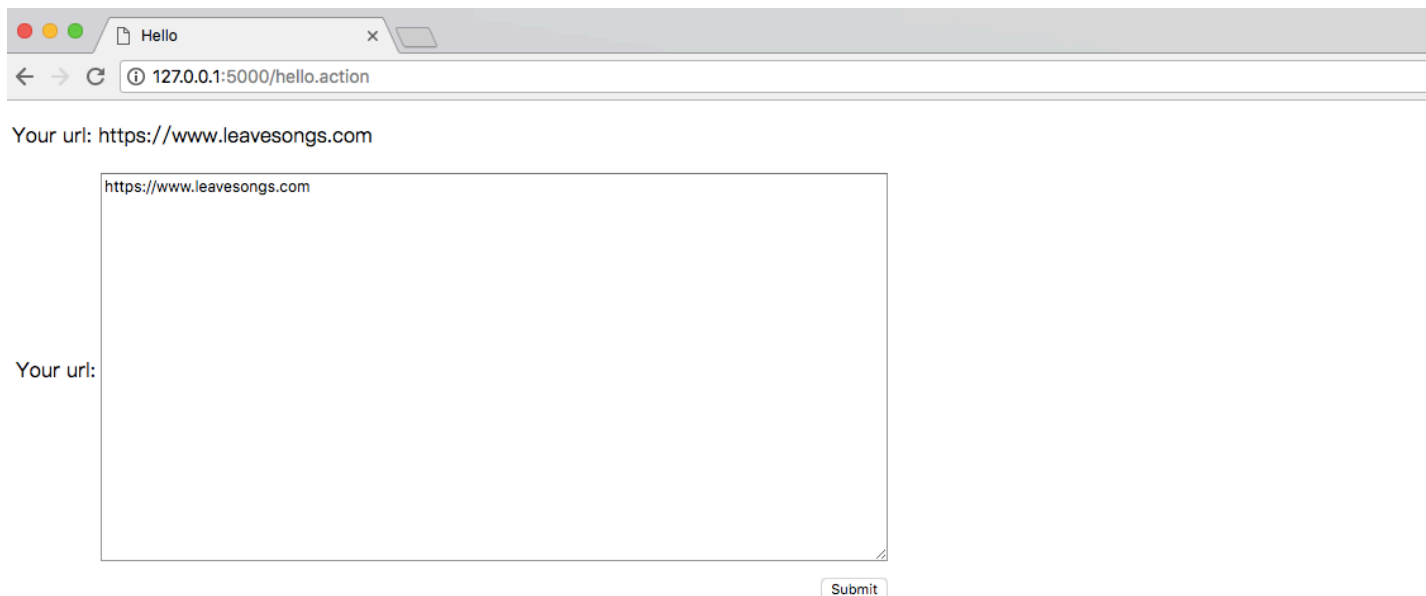 Hello
127.0.0.1:5000/hello.action
Your url: https://www.leavesongs.com
https://www.leavesongs.com
Your url:
Submit